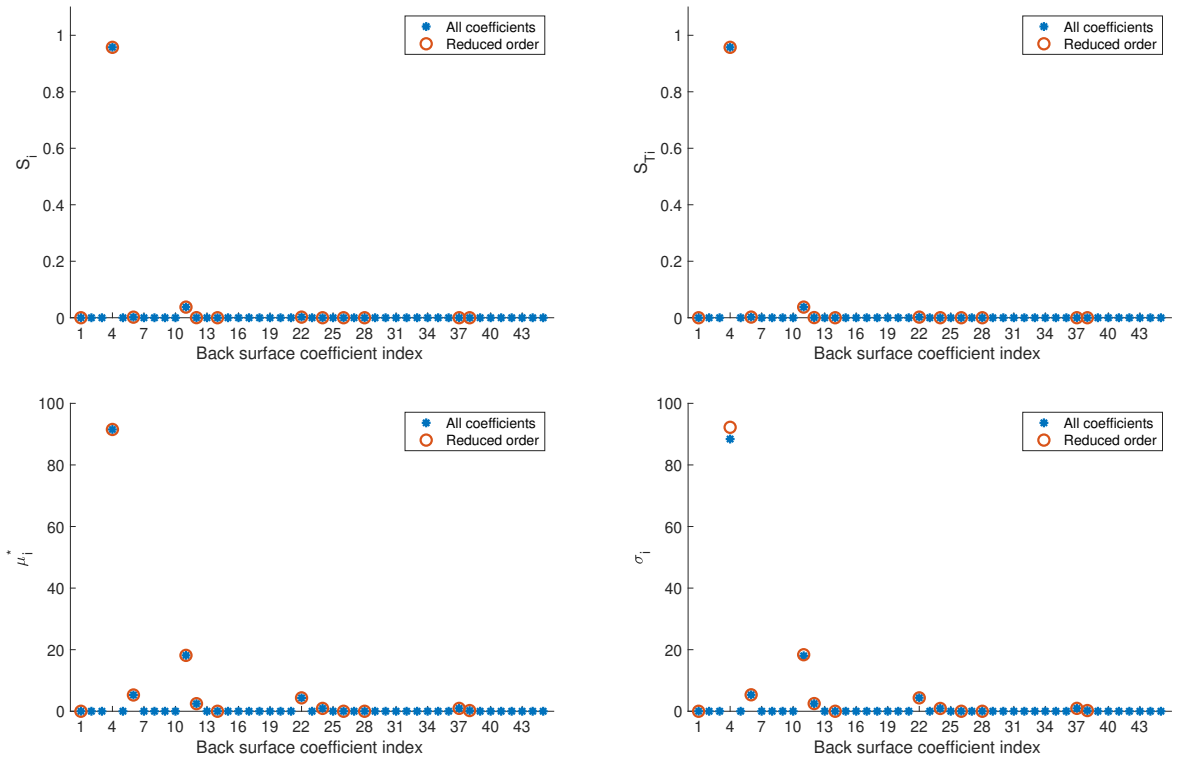 All coefficients
Reduced order
1
0.8
0.6
0.4
0.2
0
S_i
1 4 7 10 13 16 19 22 25 28 31 34 37 40 43
Back surface coefficient index
All coefficients
Reduced order
1
0.8
0.6
0.4
0.2
0
S_Ti
1 4 7 10 13 16 19 22 25 28 31 34 37 40 43
Back surface coefficient index
All coefficients
Reduced order
100
80
60
40
20
0
μ_i^*
1 4 7 10 13 16 19 22 25 28 31 34 37 40 43
Back surface coefficient index
All coefficients
Reduced order
100
80
60
40
20
0
σ_i
1 4 7 10 13 16 19 22 25 28 31 34 37 40 43
Back surface coefficient index